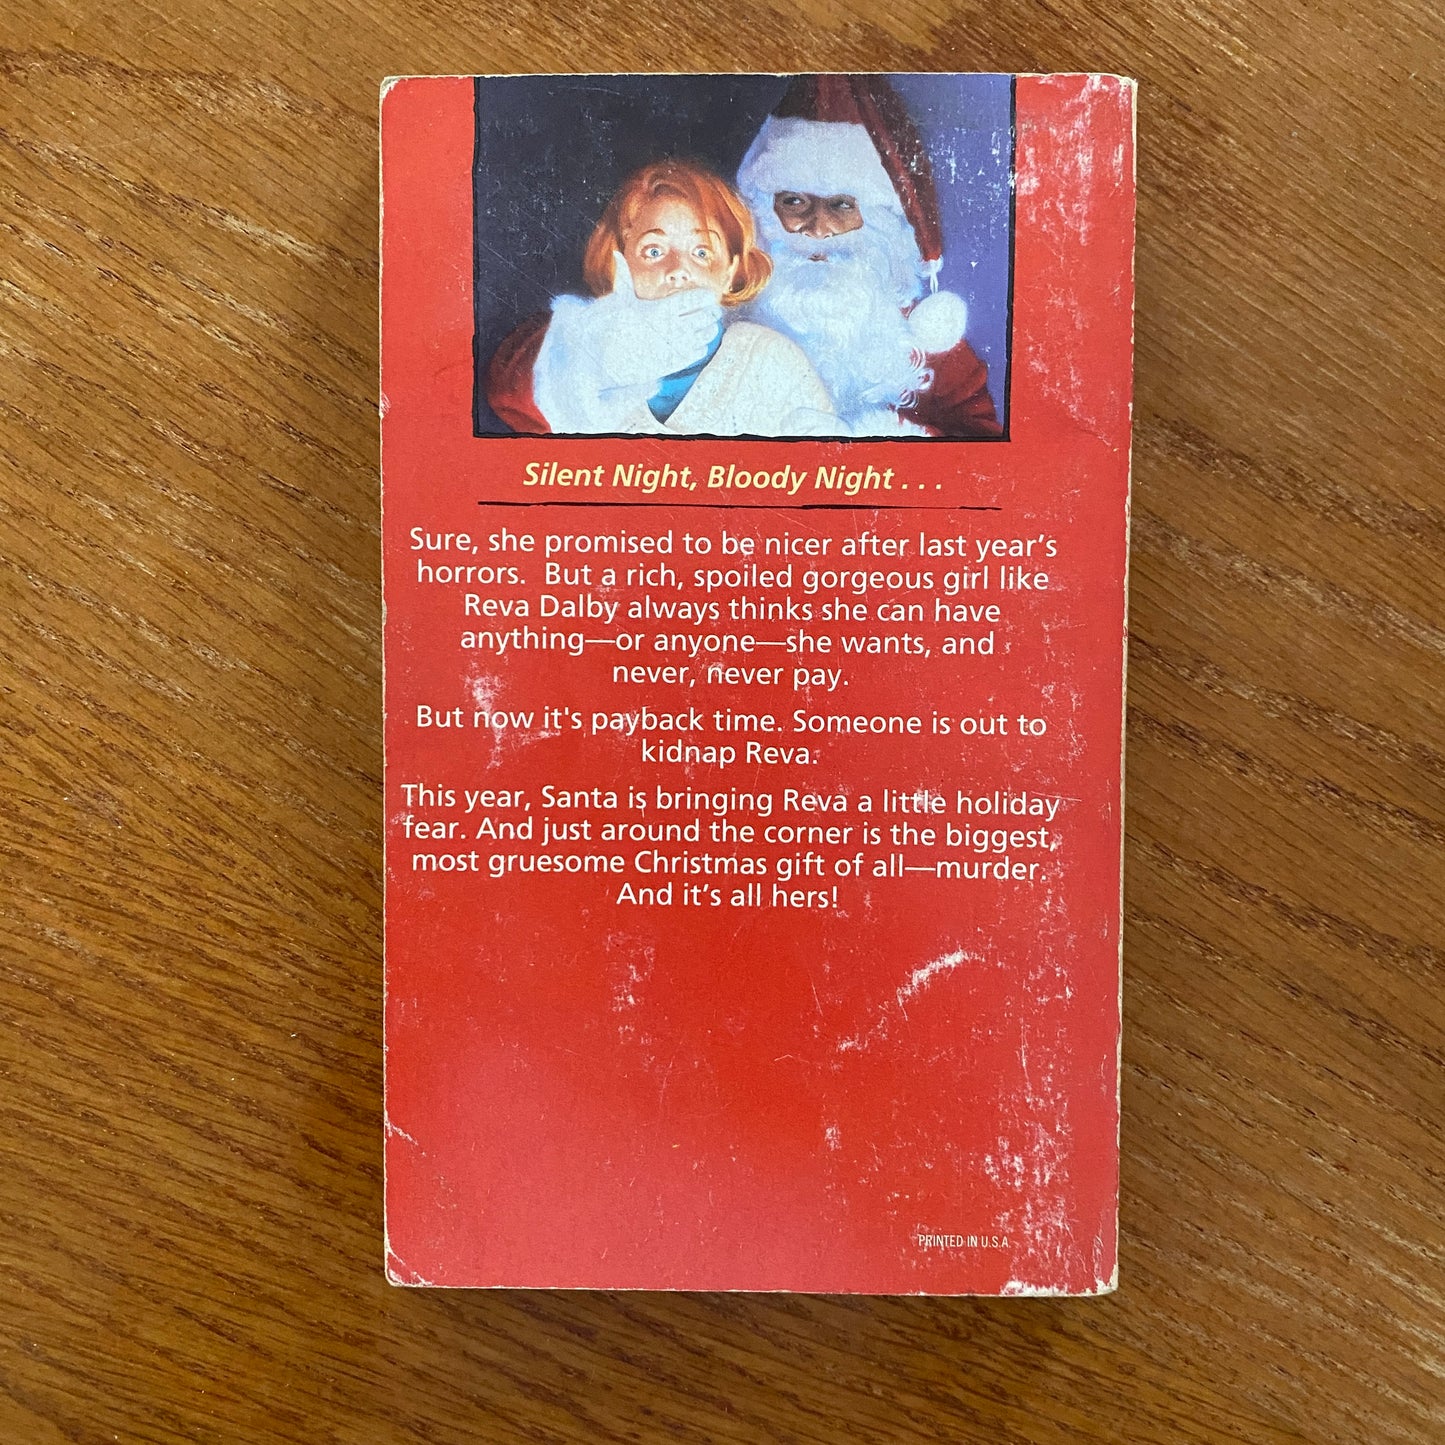 Silent Night, Bloody Night . . .
Sure, she promised to be nicer after last year's
horrors. But a rich, spoiled gorgeous girl like
Reva Dalby always thinks she can have
anything—or anyone—she wants, and
never, never pay.
But now it's payback time. Someone is out to
kidnap Reva.
This year, Santa is bringing Reva a little holiday
fear. And just around the corner is the biggest,
most gruesome Christmas gift of all—murder.
And it's all hers!
PRINTED IN U.S.A.